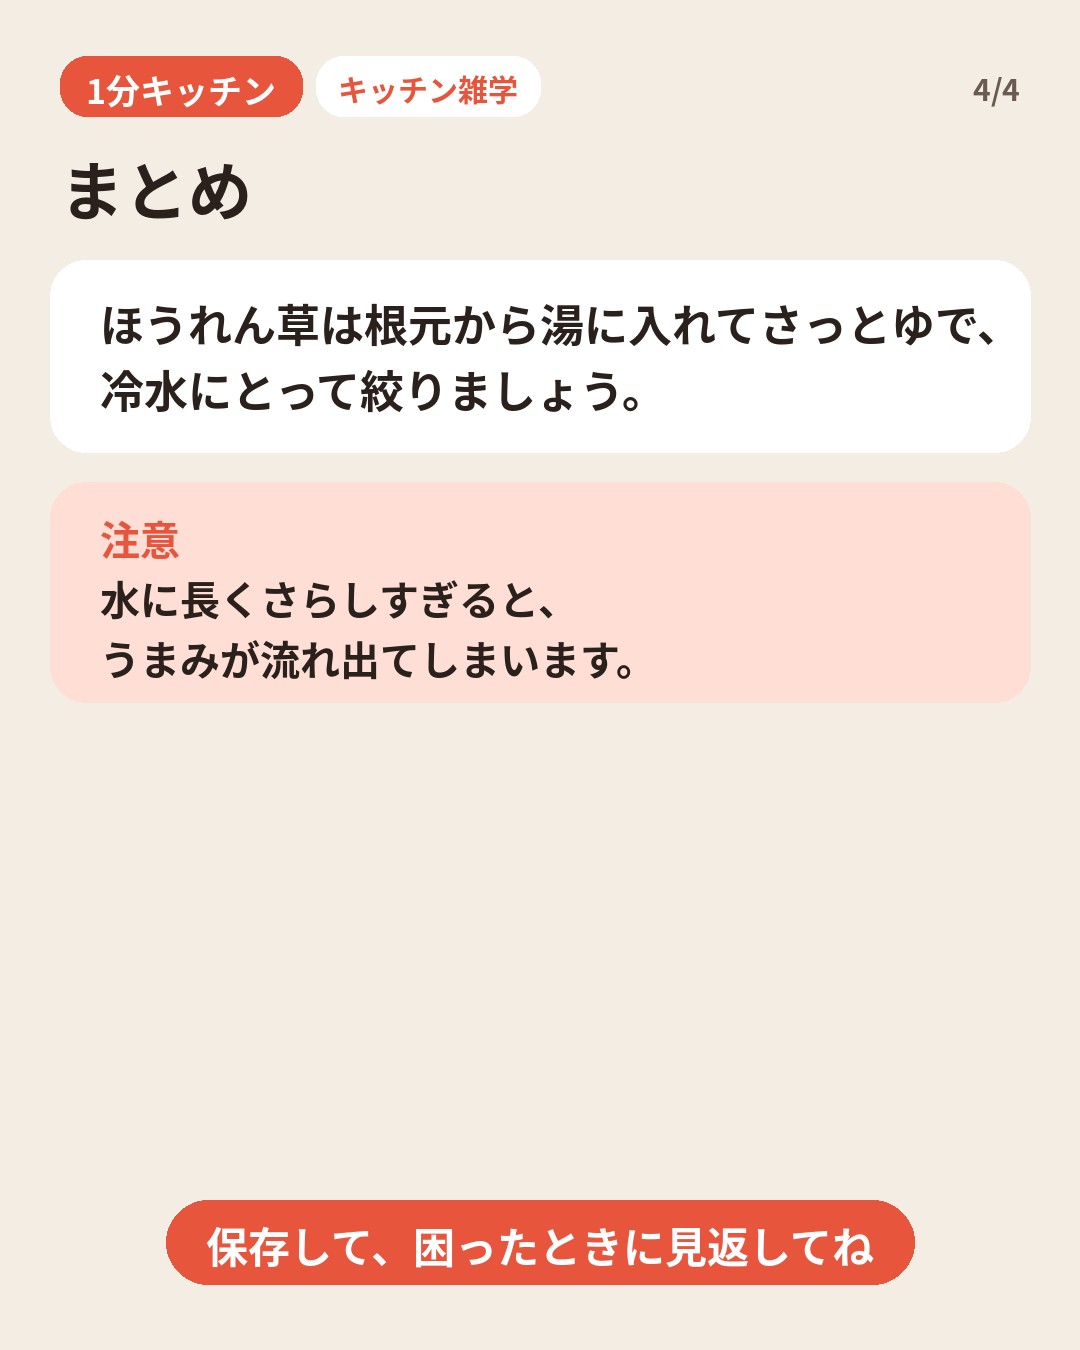 1分キッチン キッチン雑学 4/4
まとめ
ほうれん草は根元から湯に入れてさっとゆで、
冷水にとって絞りましょう。
注意
水に長くさらしすぎると、
うまみが流れ出てしまいます。
保存して、困ったときに見返してね